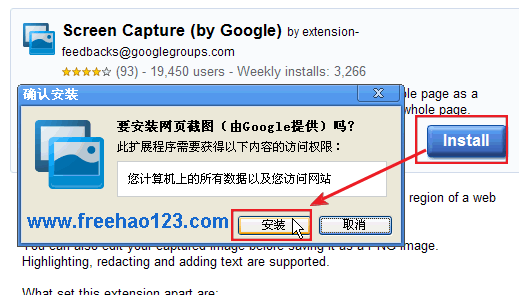 Screen Capture (by Google) by extension-
feedbacks@googlegroups.com
(93) - 19,450 users - Weekly installs: 3,266
le page as a
whole page.
Install
确认安装
要安装网页截图（由Google提供）吗？
此扩展程序需要获得以下内容的访问权限：
您计算机上的所有数据以及您访问网站
www.freehao123.com
安装
取消
region of a web
You can also edit your captured image before saving it as a PNG image.
Highlighting, redacting and adding text are supported.
What set this extension apart are: